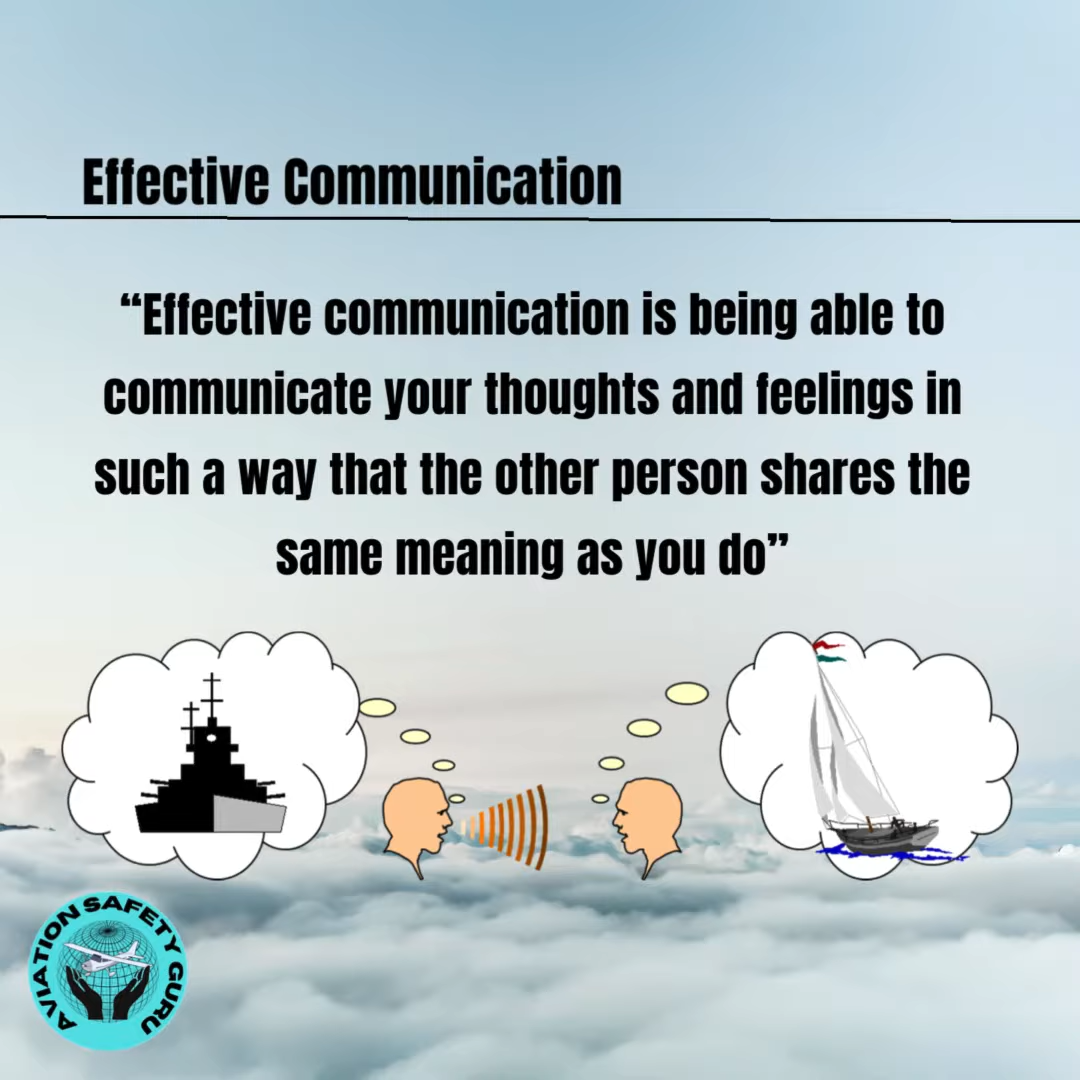 Effective Communication
“Effective communication is being able to
communicate your thoughts and feelings in
such a way that the other person shares the
same meaning as you do”
AVIATION SAFETY GURU